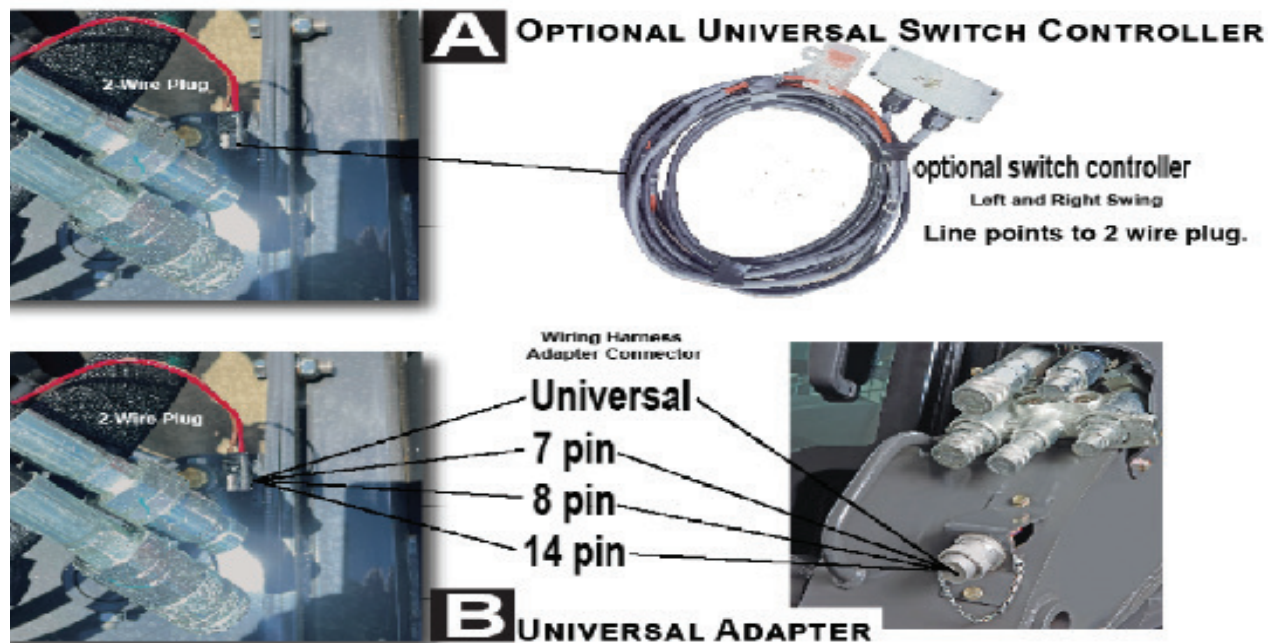 A OPTIONAL UNIVERSAL SWITCH CONTROLLER
2-Wire Plug
optional switch controller
Left and Right Swing
Line points to 2 wire plug.
Wiring Harness
Adapter Connector
Universal
2-Wire Plug
7 pin
8 pin
14 pin
B UNIVERSAL ADAPTER